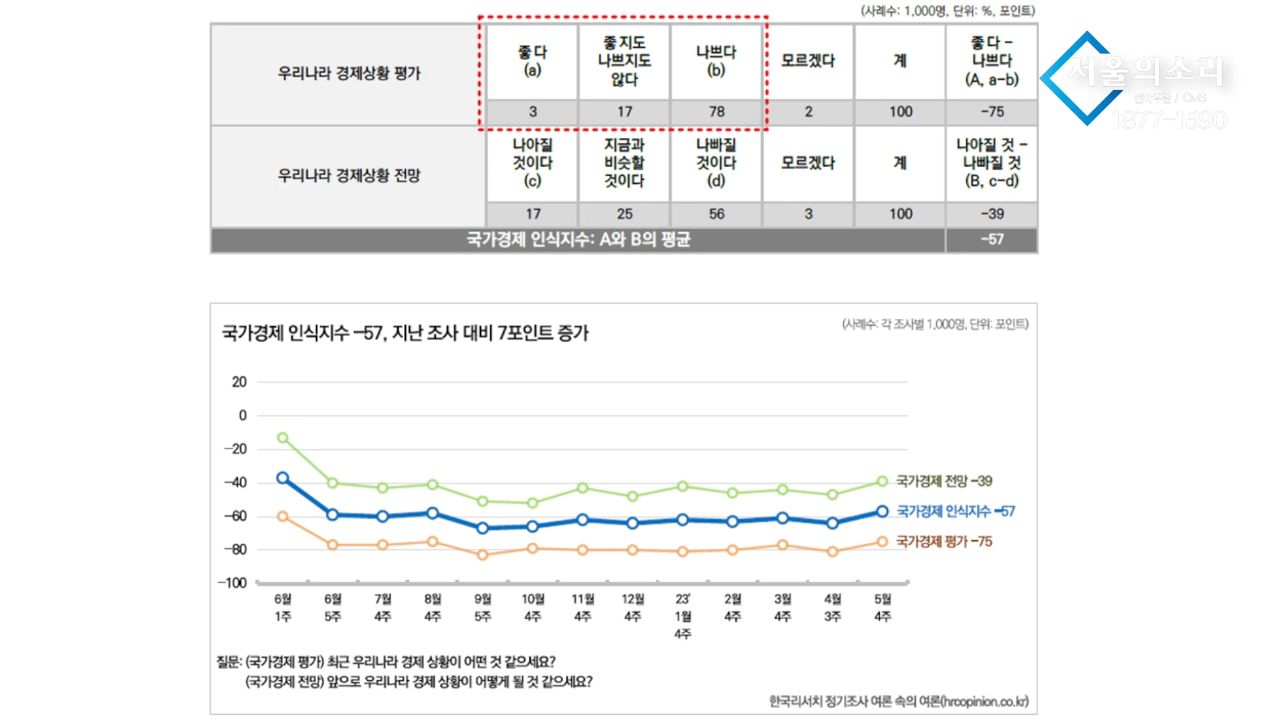 (사례수: 1,000명, 단위: %, 포인트)
우리나라 경제상황 평가
좋다
(a)
좋지도
나쁘지도
않다
나쁘다
(b)
모르겠다
계
좋다 -
나쁘다
(A, a-b)
3
17
78
2
100
-75
우리나라 경제상황 전망
나아질
것이다
(c)
지금과
비슷할
것이다
나빠질
것이다
(d)
모르겠다
계
나아질 것 -
나빠질 것
(B, c-d)
17
25
56
3
100
-39
국가경제 인식지수: A와 B의 평균
-57
서울의소리
1877-1590
국가경제 인식지수 -57, 지난 조사 대비 7포인트 증가
(사례수: 각 조사별 1,000명, 단위: 포인트)
20
0
-20
-40
-60
-80
-100
국가경제 전망 -39
국가경제 인식지수 -57
국가경제 평가 -75
6월
1주
6월
5주
7월
4주
8월
4주
9월
5주
10월
4주
11월
4주
12월
4주
23'
1월
4주
2월
4주
3월
4주
4월
3주
5월
4주
질문: (국가경제 평가) 최근 우리나라 경제 상황이 어떤 것 같으세요?
(국가경제 전망) 앞으로 우리나라 경제 상황이 어떻게 될 것 같으세요?
한국리서치 정기조사 여론 속의 여론(hrcopinion.co.kr)